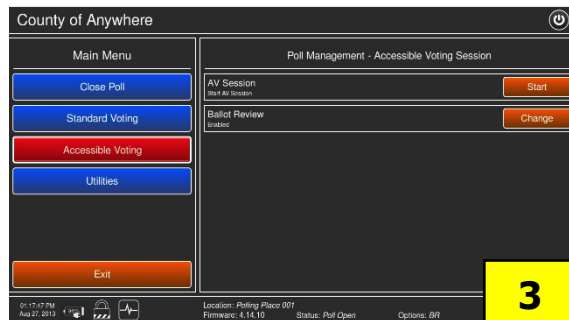 County of Anywhere
Main Menu
Close Poll
Standard Voting
Accessible Voting
Utilities
Exit
Poll Management - Accessible Voting Session
AV Session
Start AV Session
Start
Ballot Review
Enabled
Change
01:17:47 PM
Aug 27, 2013
Location: Polling Place 001
Firmware: 4.14.10 Status: Poll Open Options: BR
3